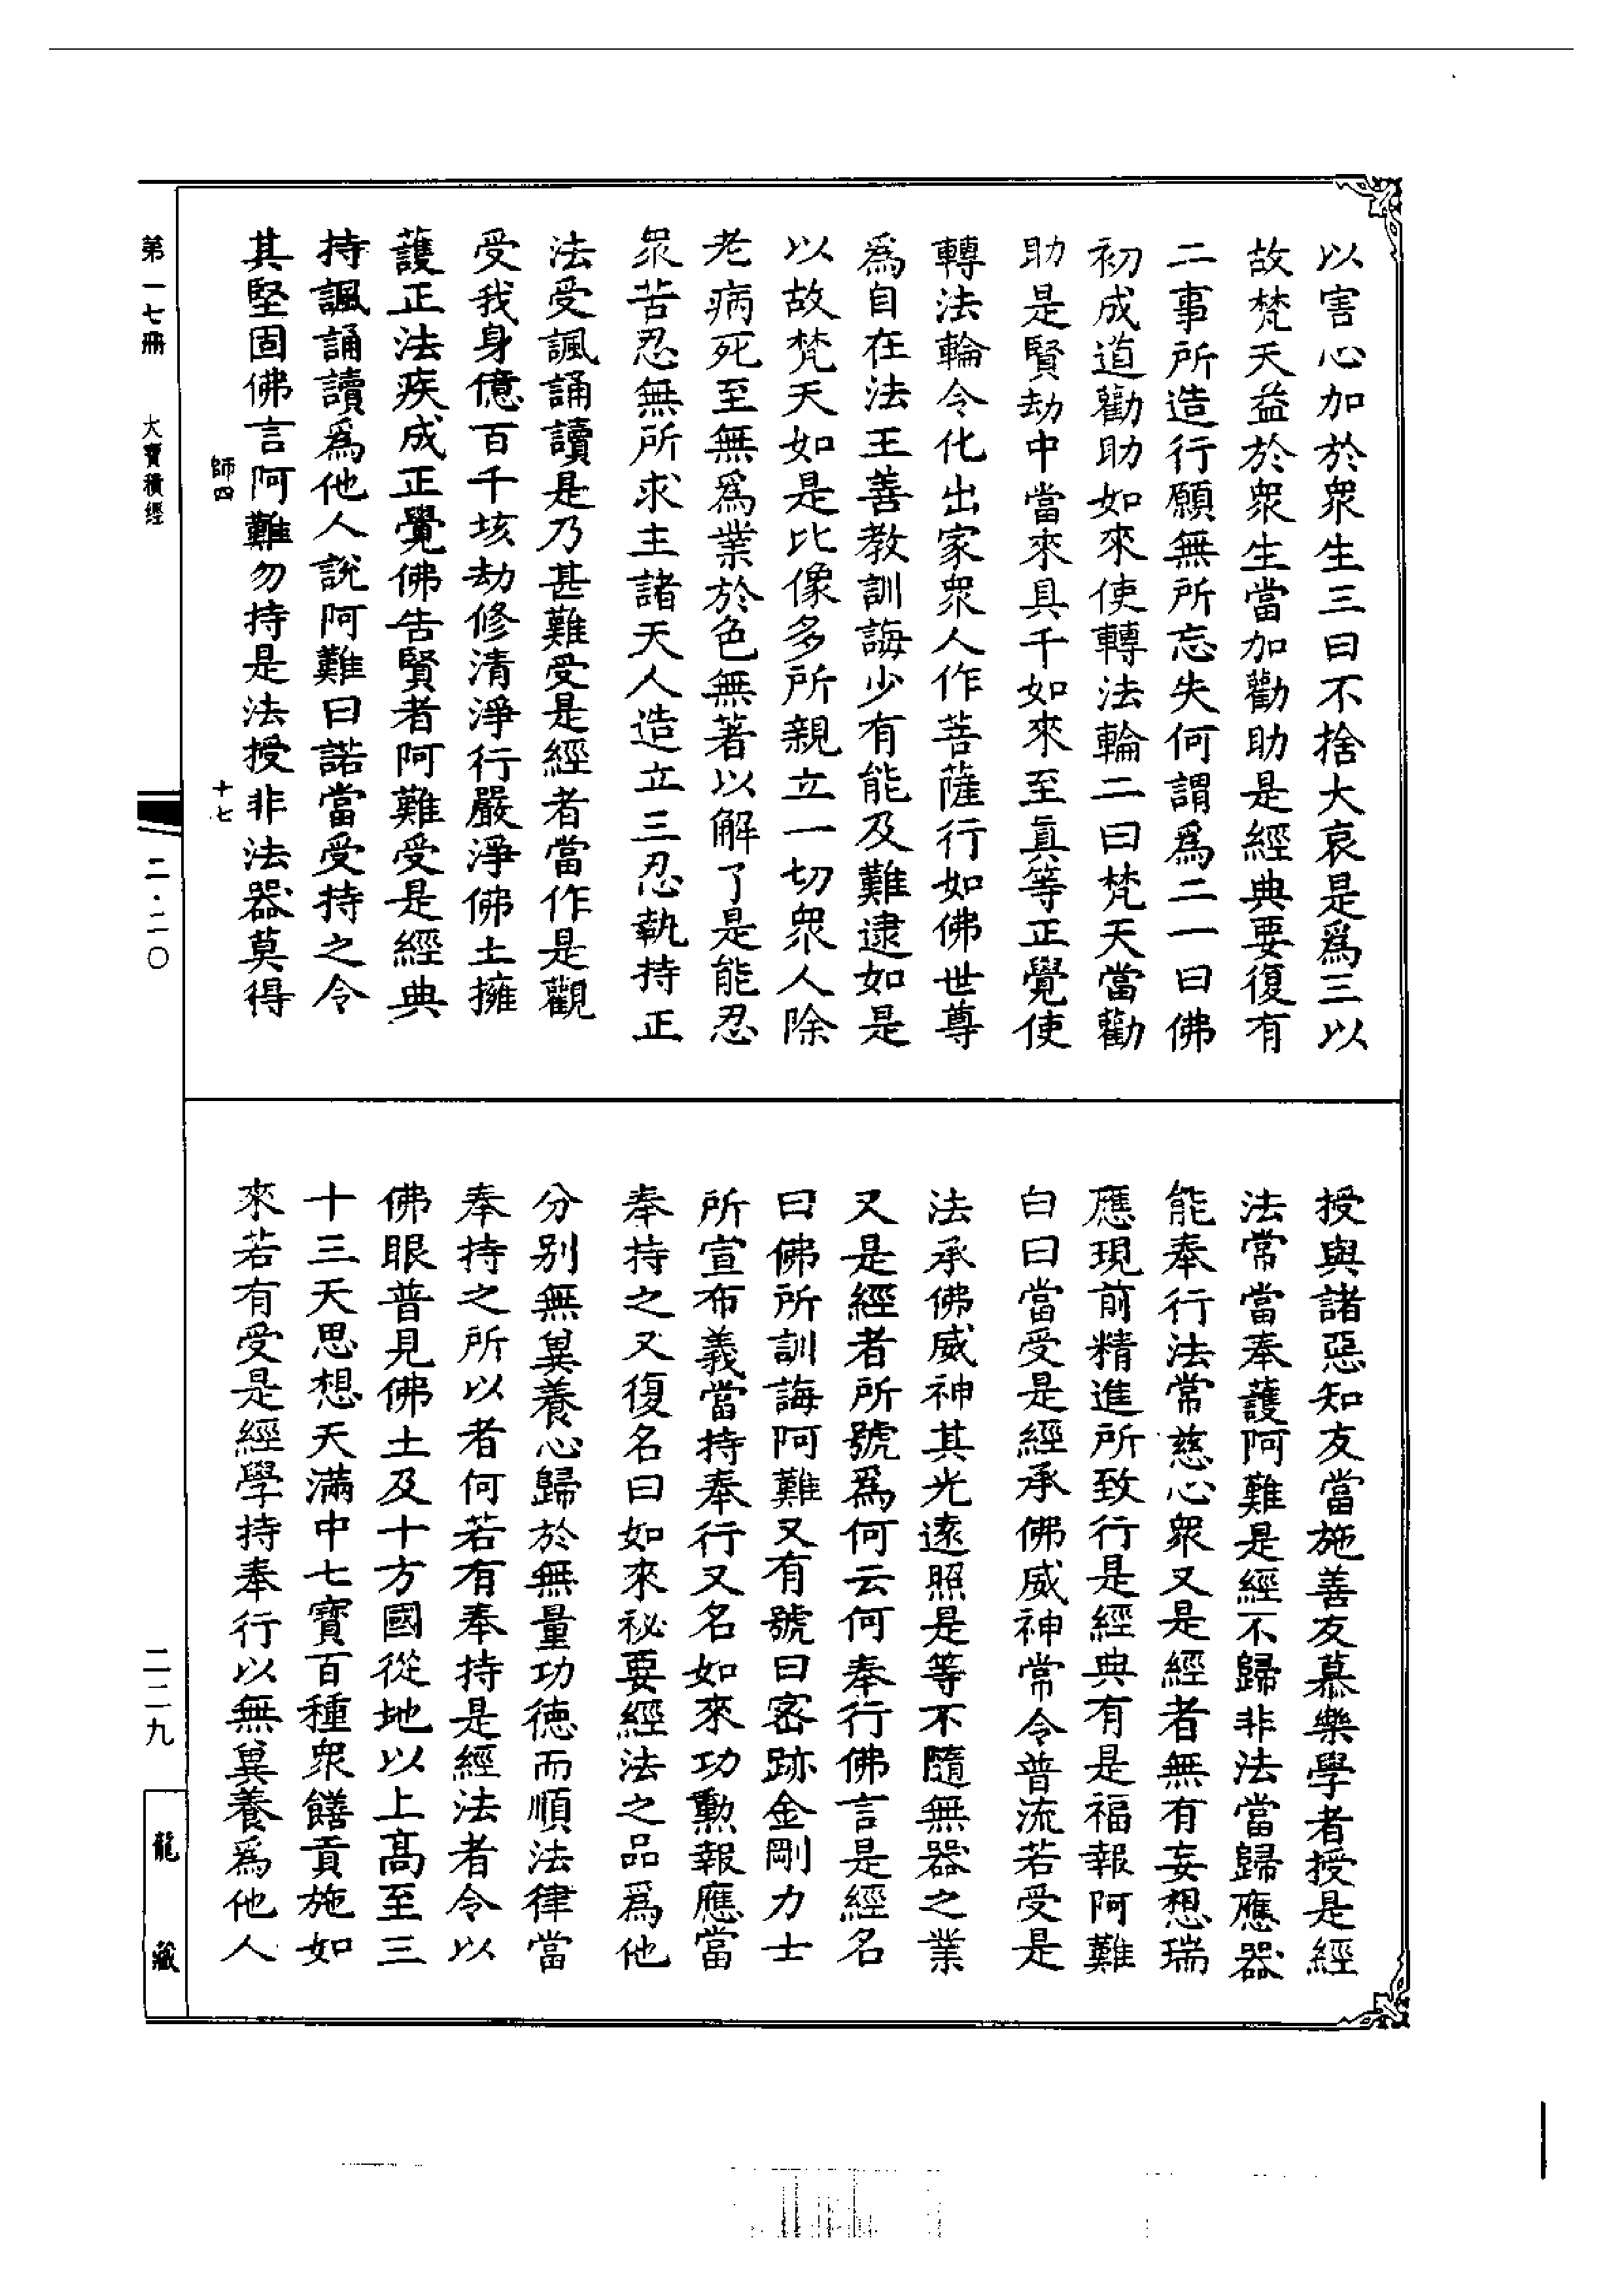 以害心加於衆生三曰不捨大哀是爲三以
故梵天益於衆生當加勸助是經典要復有
二事所造行願無所忘失何謂爲二一曰佛
初成道勸助如來使轉法輪二曰梵天當勸
助是賢劫中當來具千如來至真等正覺使
轉法輪令化出家衆人作菩薩行如佛世尊
爲自在法王善教訓誨少有能及難逮如是
以故梵天如是比像多所親立一切衆人除
老病死至無爲業於色無著以解了是能忍
衆苦忍無所求主諸天人造立三忍執持正
法受諷誦讀是乃甚難受是經者當作是觀
受我身億百千垓劫修清淨行嚴淨佛土擁
護正法疾成正覺佛告賢者阿難受是經典
持諷誦讀爲他人說阿難曰諾當受持之令
其堅固佛言阿難勿持是法授非法器莫得
師四
十七
授與諸惡知友當施善友慕樂學者授是經
法常當奉護阿難是經不歸非法當歸應器
能奉行法常慈心衆又是經者無有妄想瑞
應現前精進所致行是經典有是福報阿難
白曰當受是經承佛威神常令普流若受是
法承佛威神其光遠照是等不隨無器之業
又是經者所號爲何云何奉行佛言是經名
曰佛所訓誨阿難又有號曰密跡金剛力士
所宣布義當持奉行又名如來功勳報應當
奉持之又復名曰如來祕要經法之品爲他
分別無異養心歸於無量功德而順法律當
奉持之所以者何若有奉持是經法者令以
佛眼普見佛土及十方國從地以上高至三
十三天思想天滿中七寶百種衆饍貢施如
來若有受是經學持奉行以無異養爲他人
第一七冊
大寶積經
二·二〇
二二九
龍藏